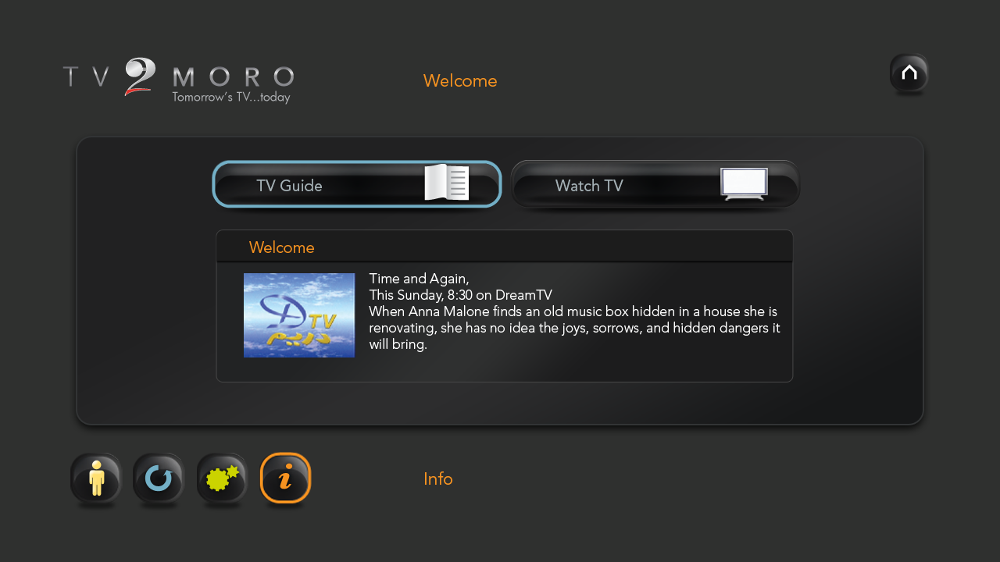 TV2MORO
Tomorrow's TV...today
Welcome
TV Guide
Watch TV
Welcome
DTV
دريم
Time and Again,
This Sunday, 8:30 on DreamTV
When Anna Malone finds an old music box hidden in a house she is
renovating, she has no idea the joys, sorrows, and hidden dangers it
will bring.
i
Info